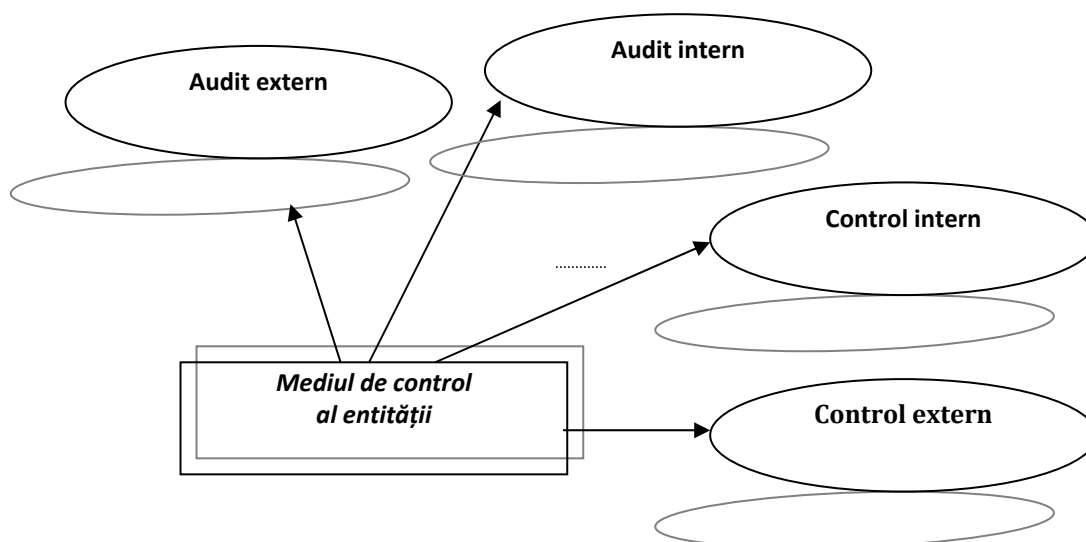 Audit extern
Audit intern
Control intern
.............
Mediul de control
al entității
Control extern